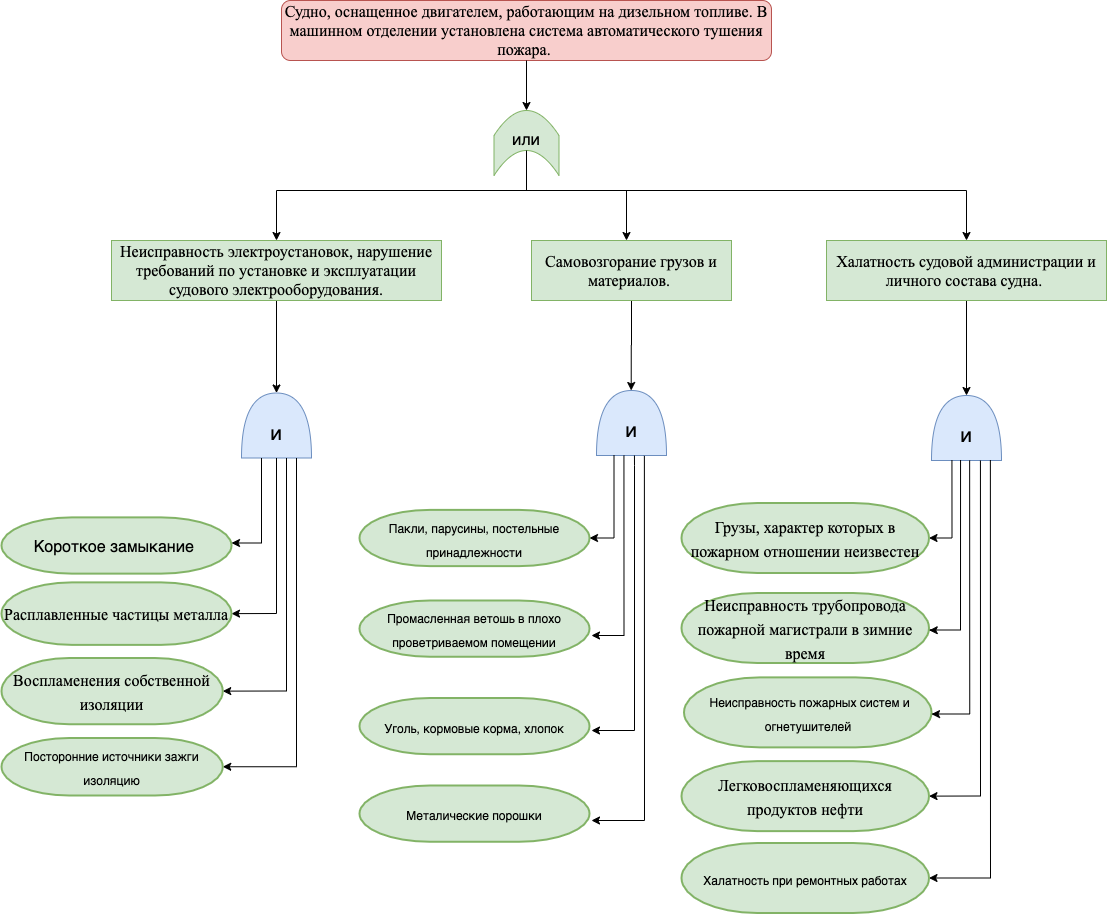 Судно, оснащенное двигателем, работающим на дизельном топливе. В
машинном отделении установлена система автоматического тушения
пожара.
или
Неисправность электроустановок, нарушение
требований по установке и эксплуатации
судового электрооборудования.
Самовозгорание грузов и
материалов.
Халатность судовой администрации и
личного состава судна.
и
и
и
Короткое замыкание
Расплавленные частицы металла
Воспламенения собственной
изоляции
Посторонние источники зажги
изоляцию
Пакли, парусины, постельные
принадлежности
Промасленная ветошь в плохо
проветриваемом помещении
Уголь, кормовые корма, хлопок
Металические порошки
Грузы, характер которых в
пожарном отношении неизвестен
Неисправность трубопровода
пожарной магистрали в зимние
время
Неисправность пожарных систем и
огнетушителей
Легковоспламеняющихся
продуктов нефти
Халатность при ремонтных работах